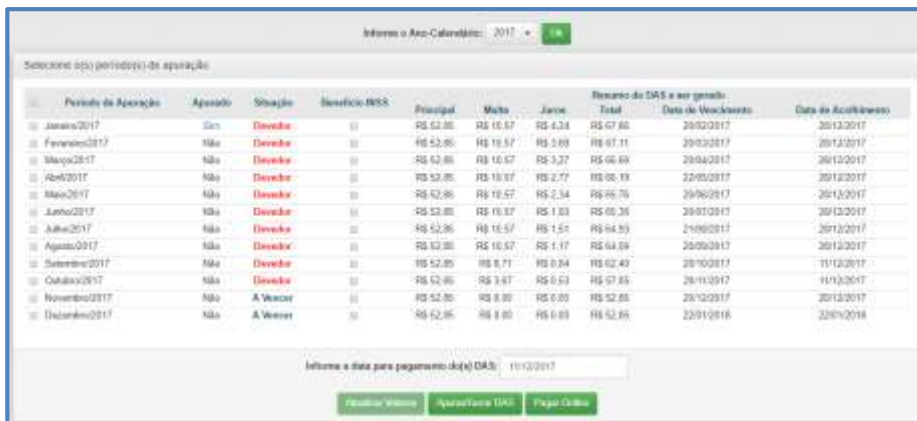 Informe o Ano-Calendário: 2017 Ok
Selecione o(s) período(s) de apuração
Resumo do DAS a ser gerado
Período de Apuração Apurado Situação Benefício INSS Principal Multa Juros Total Data de Vencimento Data de Acolhimento
Janeiro/2017 Sim Devedor R$ 52,85 R$ 10,57 R$ 4,24 R$ 67,66 20/02/2017 28/12/2017
Fevereiro/2017 Não Devedor R$ 52,85 R$ 10,57 R$ 3,69 R$ 67,11 20/03/2017 28/12/2017
Março/2017 Não Devedor R$ 52,85 R$ 10,57 R$ 3,27 R$ 66,69 20/04/2017 28/12/2017
Abril/2017 Não Devedor R$ 52,85 R$ 10,57 R$ 2,77 R$ 66,19 22/05/2017 28/12/2017
Maio/2017 Não Devedor R$ 52,85 R$ 10,57 R$ 2,34 R$ 65,76 20/06/2017 28/12/2017
Junho/2017 Não Devedor R$ 52,85 R$ 10,57 R$ 65,35 20/07/2017 28/12/2017
Julho/2017 Não Devedor R$ 52,85 R$ 10,57 R$ 1,51 R$ 64,93 21/08/2017 28/12/2017
Agosto/2017 Não Devedor R$ 52,85 R$ 10,57 R$ 1,17 R$ 64,59 20/09/2017 28/12/2017
Setembro/2017 Não Devedor R$ 52,85 R$ 8,71 R$ 0,84 R$ 62,40 20/10/2017 11/12/2017
Outubro/2017 Não Devedor R$ 52,85 R$ 3,67 R$ 0,53 R$ 57,05 20/11/2017 11/12/2017
Novembro/2017 Não A Vencer R$ 52,85 R$ 0,00 R$ 0,00 R$ 52,85 20/12/2017 20/12/2017
Dezembro/2017 Não A Vencer R$ 52,85 R$ 0,00 R$ 0,00 R$ 52,85 22/01/2018 22/01/2018
Informe a data para pagamento do(s) DAS: 11/12/2017
Atualizar Valores Apurar/Gerar DAS Pagar Online